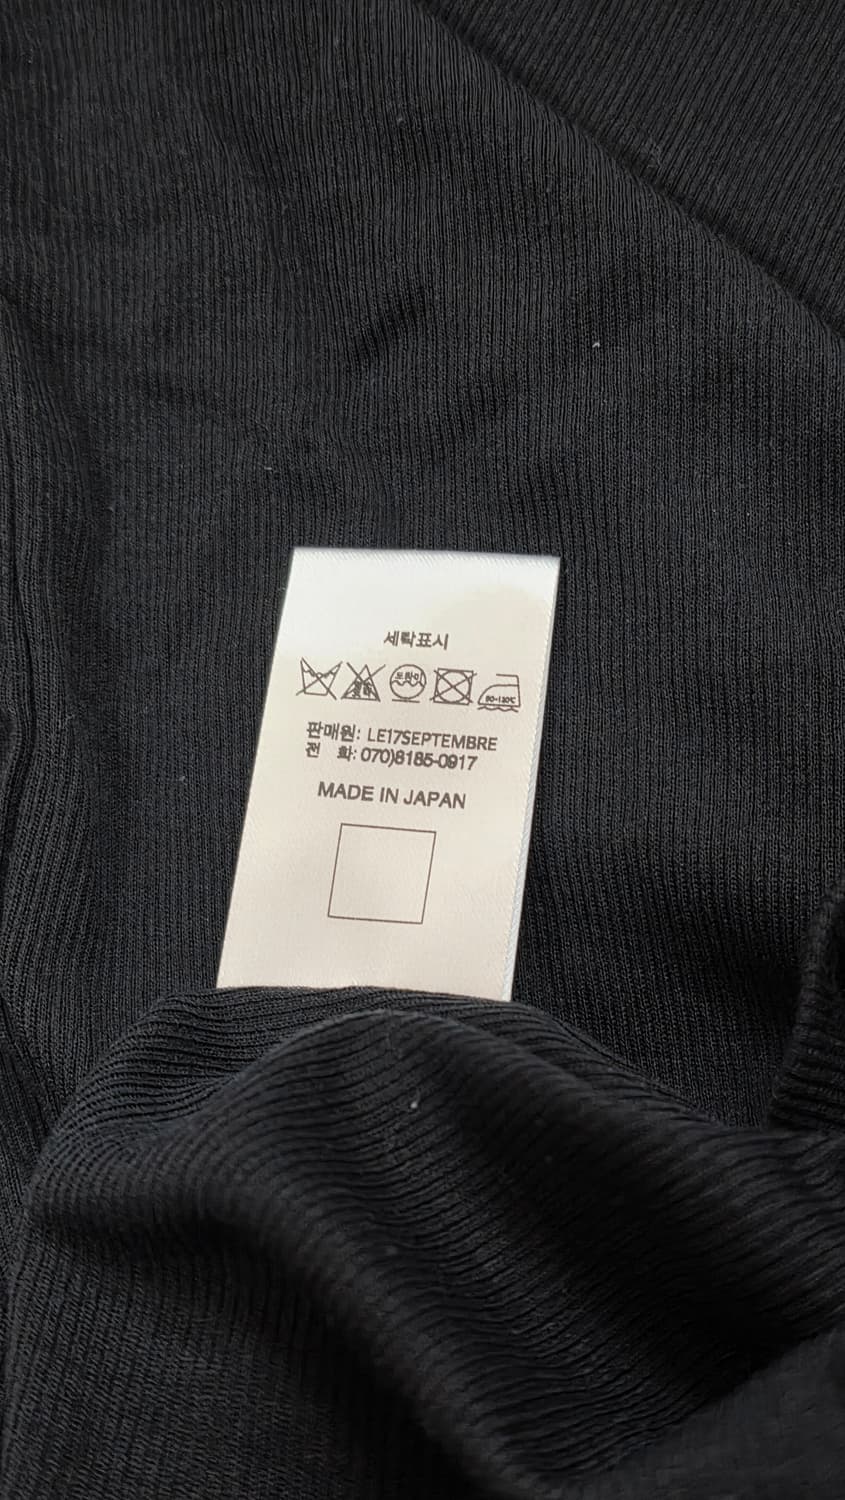 세탁표시
드라이
80~120℃
판매원: LE17SEPTEMBRE
전 화: 070)8185-0917
MADE IN JAPAN